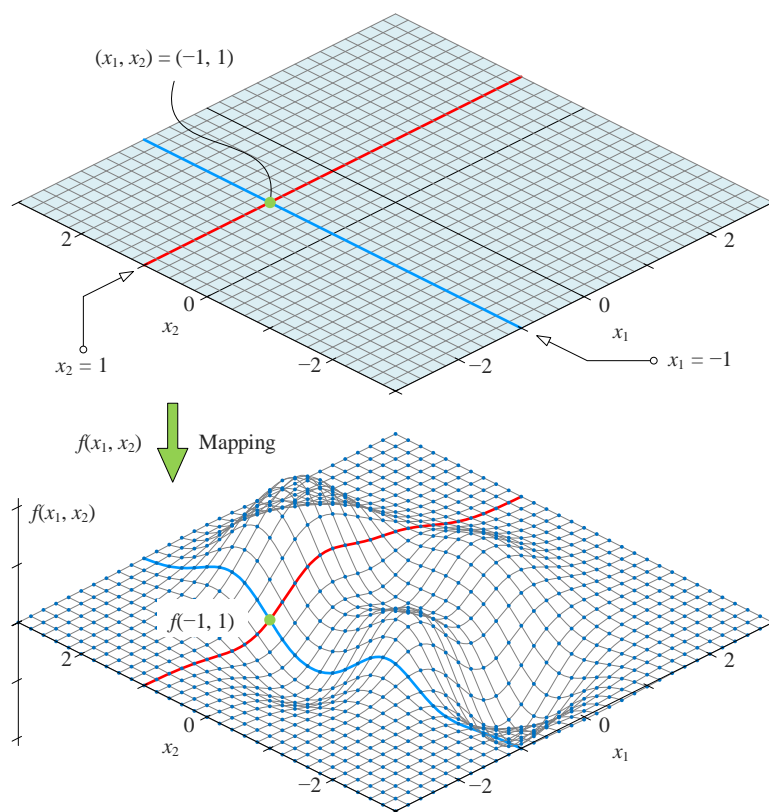 (x₁, x₂) = (−1, 1)
2
2
0
0
x₂
x₁
−2
−2
x₂ = 1
x₁ = −1
f(x₁, x₂) Mapping
f(x₁, x₂)
f(−1, 1)
2
2
0
0
x₂
x₁
−2
−2